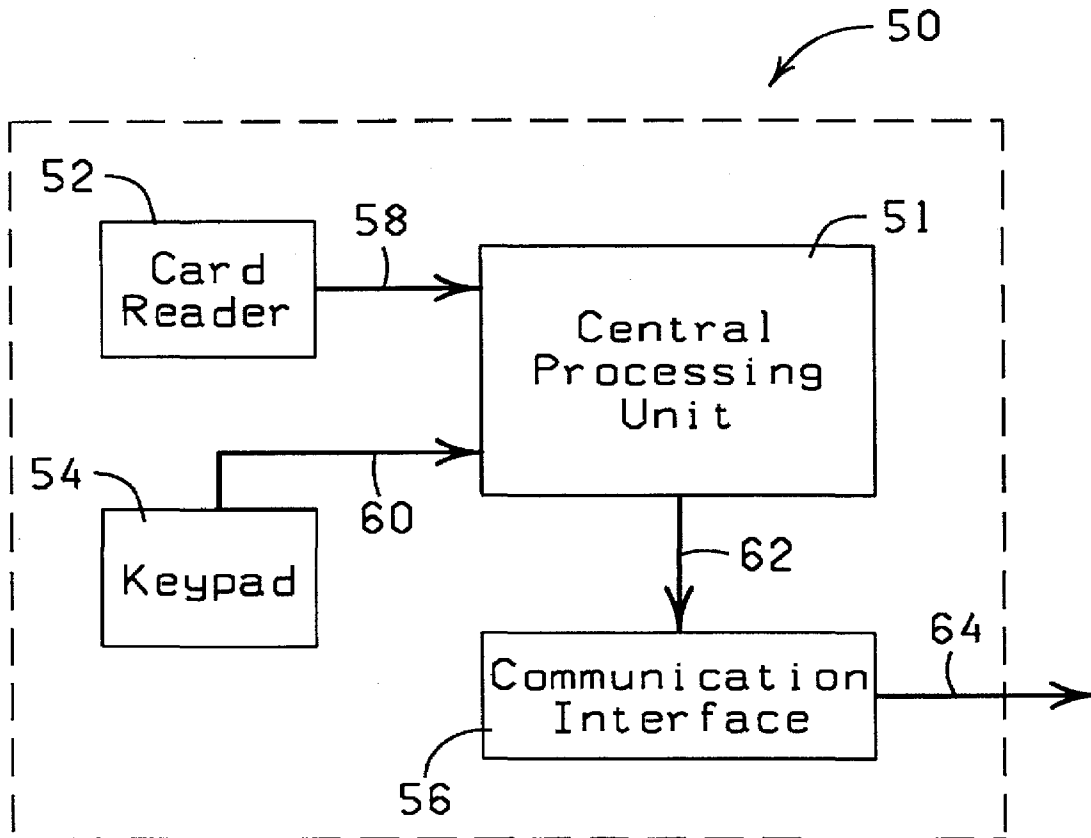 50
52
58
51
Card
Reader
Central
Processing
Unit
54
60
Keypad
62
64
Communication
Interface
56